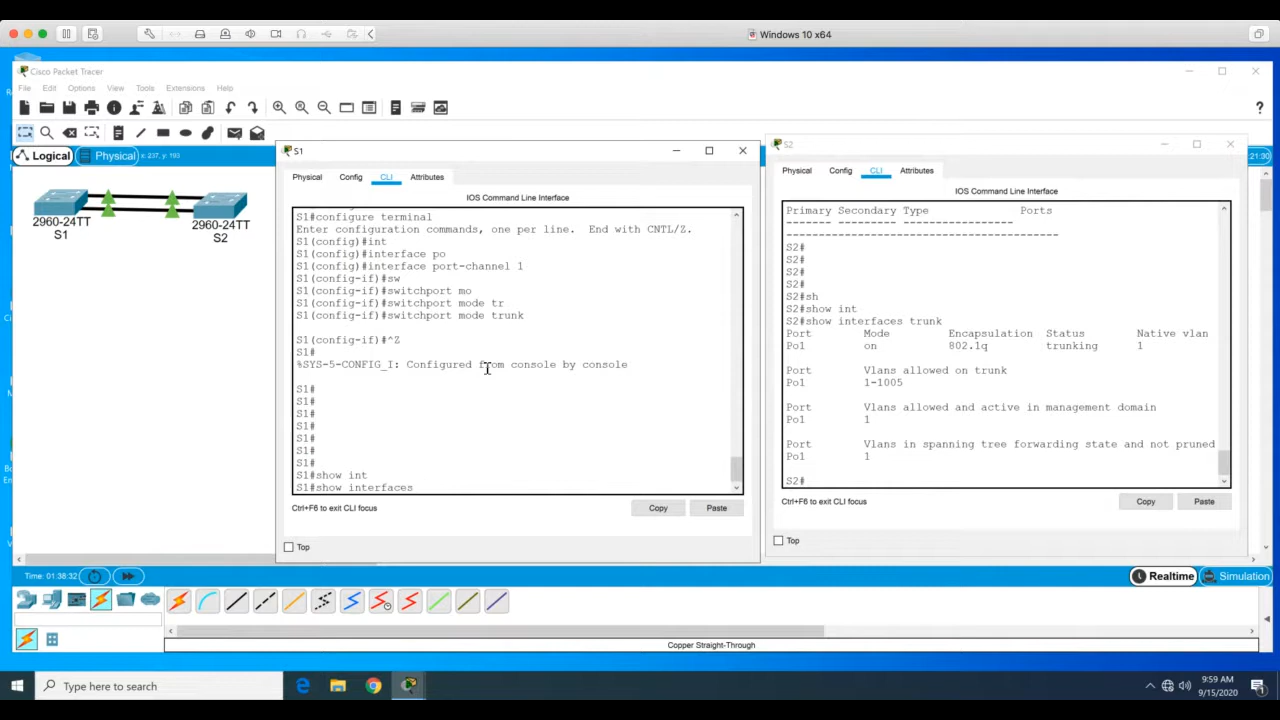 Windows 10 x64
Cisco Packet Tracer
File Edit Options View Tools Extensions Help
?
Logical Physical x: 237, y: 193
:21:30
2960-24TT
S1
2960-24TT
S2
S1
Physical Config CLI Attributes
IOS Command Line Interface
S1#configure terminal
Enter configuration commands, one per line.  End with CNTL/Z.
S1(config)#int
S1(config)#interface po
S1(config)#interface port-channel 1
S1(config-if)#sw
S1(config-if)#switchport mo
S1(config-if)#switchport mode tr
S1(config-if)#switchport mode trunk
S1(config-if)#^Z
S1#
%SYS-5-CONFIG_I: Configured from console by console
S1#
S1#
S1#
S1#
S1#
S1#
S1#
S1#show int
S1#show interfaces
Ctrl+F6 to exit CLI focus
Copy Paste
Top
S2
Physical Config CLI Attributes
IOS Command Line Interface
Primary Secondary Type Ports
------- --------- ----------------- ------------------------------------------
S2#
S2#
S2#
S2#
S2#sh
S2#show int
S2#show interfaces trunk
Port Mode Encapsulation Status Native vlan
Po1 on 802.1q trunking 1
Port Vlans allowed on trunk
Po1 1-1005
Port Vlans allowed and active in management domain
Po1 1
Port Vlans in spanning tree forwarding state and not pruned
Po1 1
S2#
Ctrl+F6 to exit CLI focus
Copy Paste
Top
Time: 01:38:32
Realtime Simulation
Copper Straight-Through
Type here to search
9:59 AM
9/15/2020
1